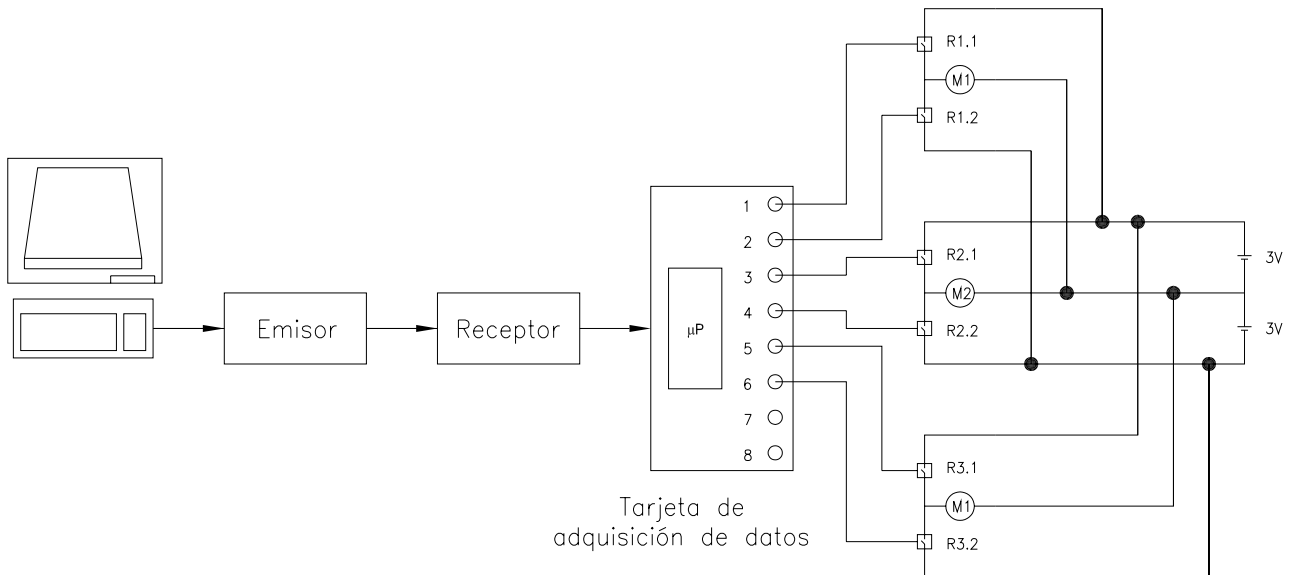 R1.1
M1
R1.2
1
2
R2.1
3V
3
M2
4
R2.2
3V
Emisor
Receptor
µP
5
6
7
8
R3.1
M1
R3.2
Tarjeta de
adquisición de datos